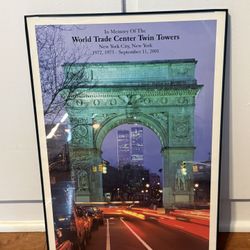 In Memory Of The
World Trade Center Twin Towers
New York City, New York
1972, 1973 - September 11, 2001